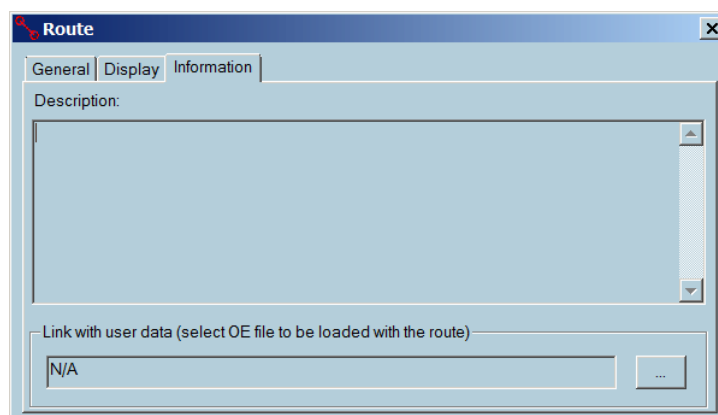 Route
General Display Information
Description:
Link with user data (select OE file to be loaded with the route)
N/A
...